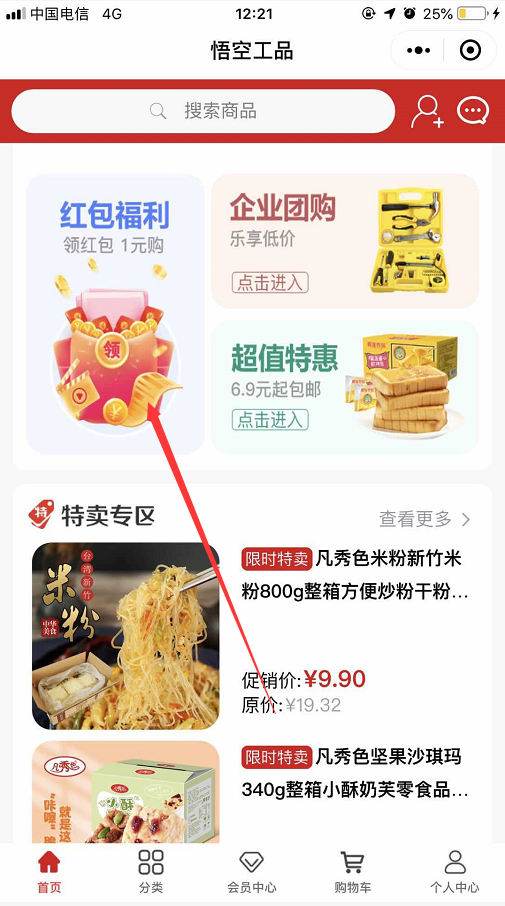 中国电信 4G 12:21 25%
悟空工品
搜索商品
红包福利
领红包 1元购
领
企业团购
乐享低价
点击进入
超值特惠
6.9元起包邮
点击进入
特 特卖专区 查看更多
台湾新竹
米粉
中华美食
限时特卖 凡秀色米粉新竹米
粉800g整箱方便炒粉干粉...
促销价:¥9.90
原价:¥19.32
凡秀色
小酥
"咔嚓"
就是这
限时特卖 凡秀色坚果沙琪玛
340g整箱小酥奶芙零食品...
首页 分类 会员中心 购物车 个人中心